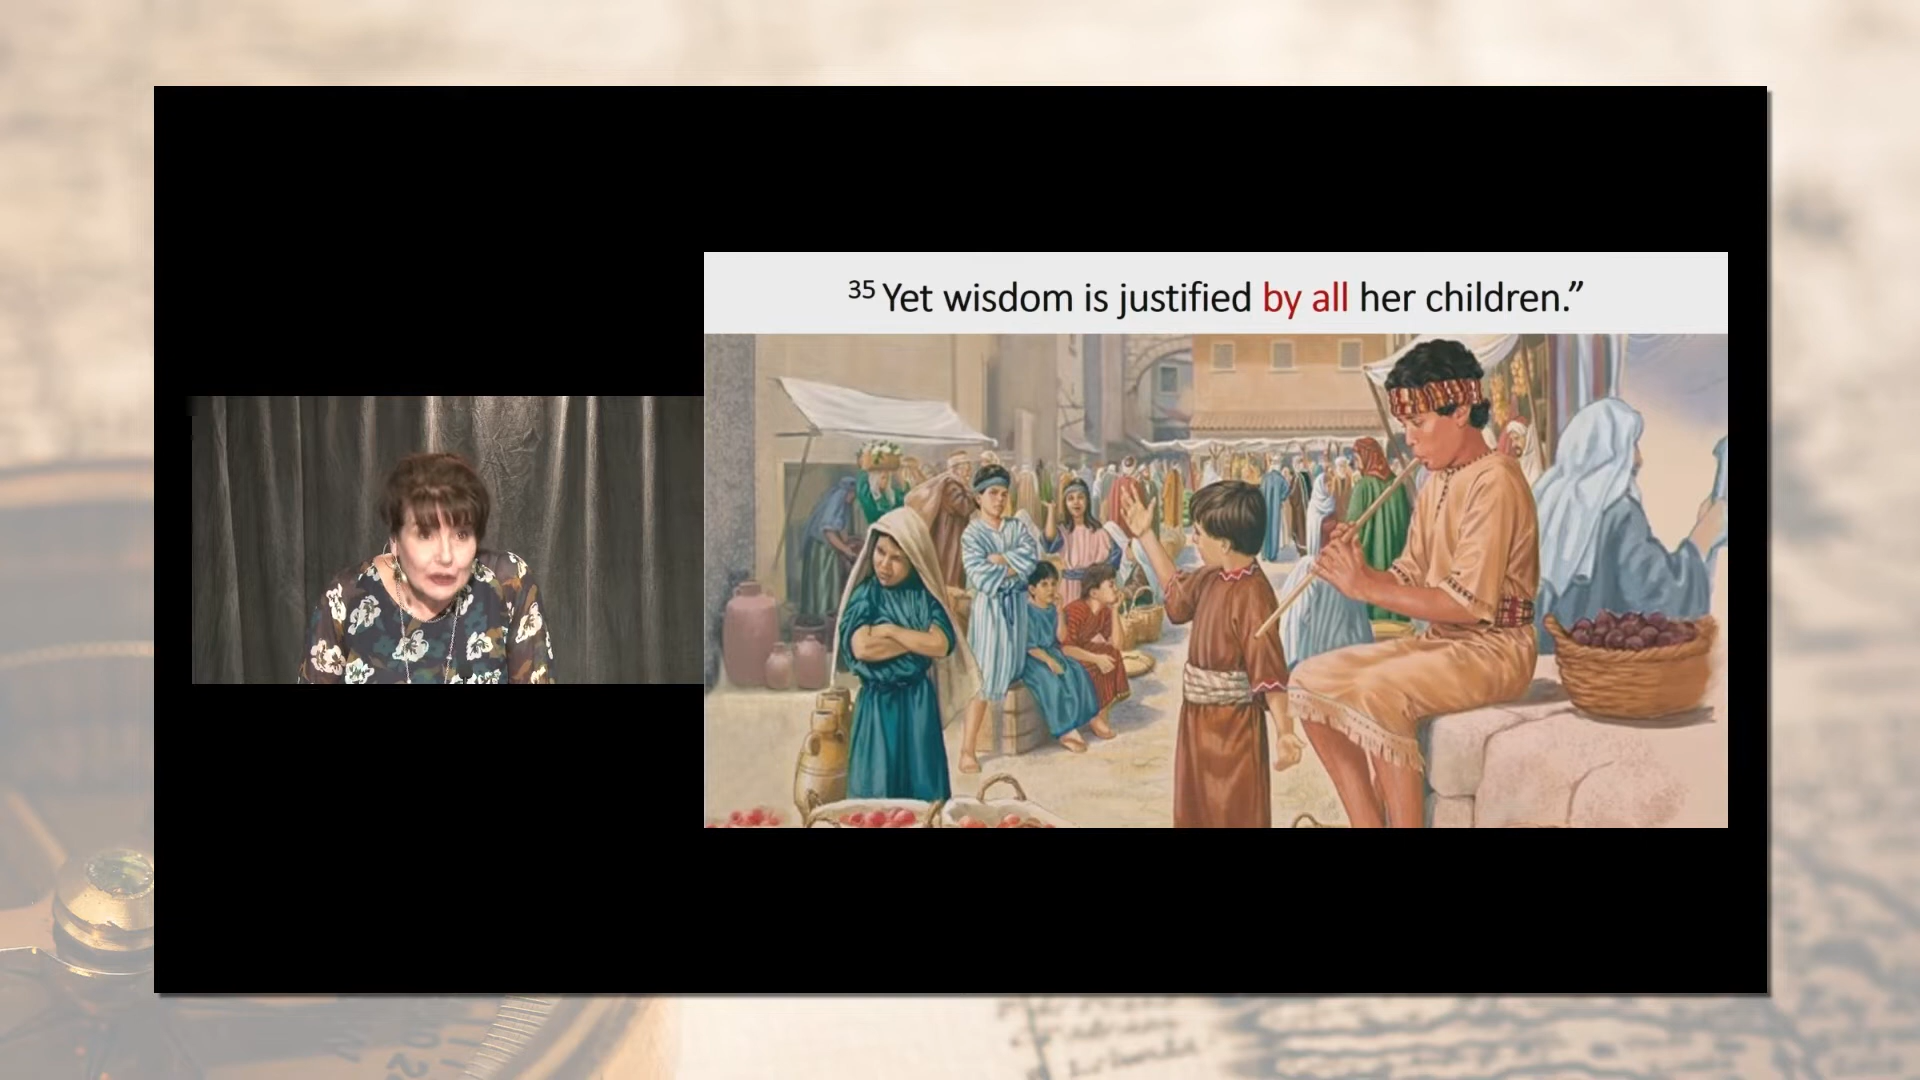 ³⁵ Yet wisdom is justified by all her children.”